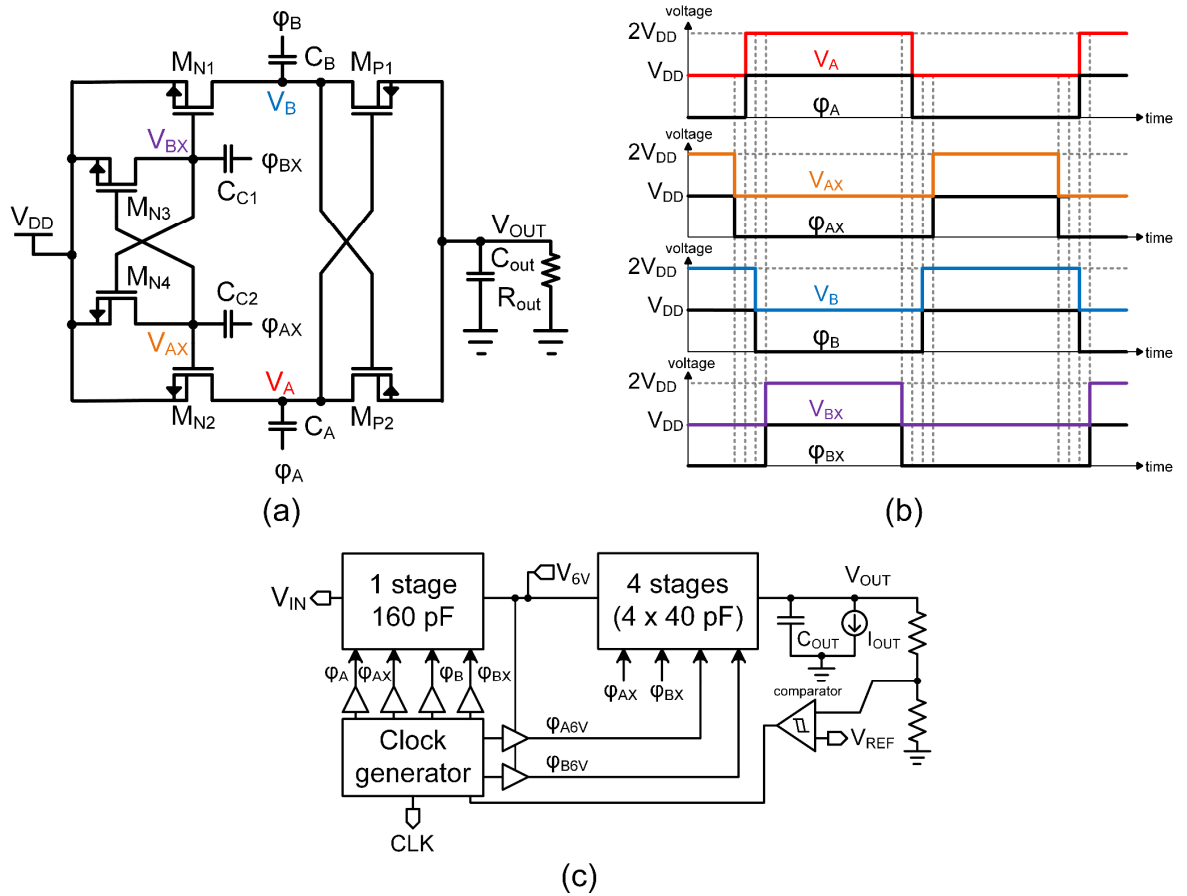 φB
CB
MN1
MP1
VB
VBX
φBX
CC1
MN3
VDD
VOUT
Cout
Rout
MN4
CC2
φAX
VAX
VA
MN2
MP2
CA
φA
(a)
voltage
2VDD
VDD
VA
φA
time
voltage
2VDD
VDD
VAX
φAX
time
voltage
2VDD
VDD
VB
φB
time
voltage
2VDD
VDD
VBX
φBX
time
(b)
VIN
1 stage
160 pF
V6V
4 stages
(4 x 40 pF)
VOUT
COUT
IOUT
φA
φAX
φB
φBX
φAX
φBX
comparator
Clock
generator
φA6V
φB6V
VREF
CLK
(c)